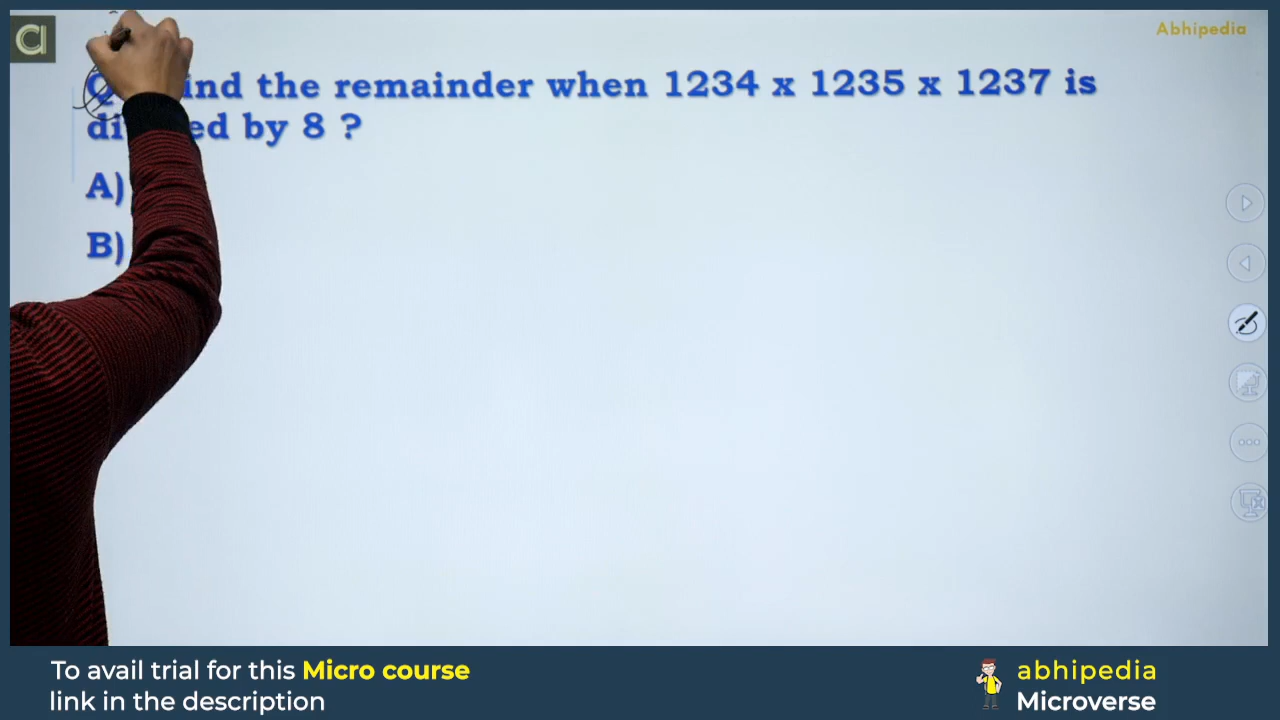 Abhipedia
ind the remainder when 1234 x 1235 x 1237 is
di ed by 8 ?
A)
B)
To avail trial for this Micro course
link in the description
abhipedia
Microverse